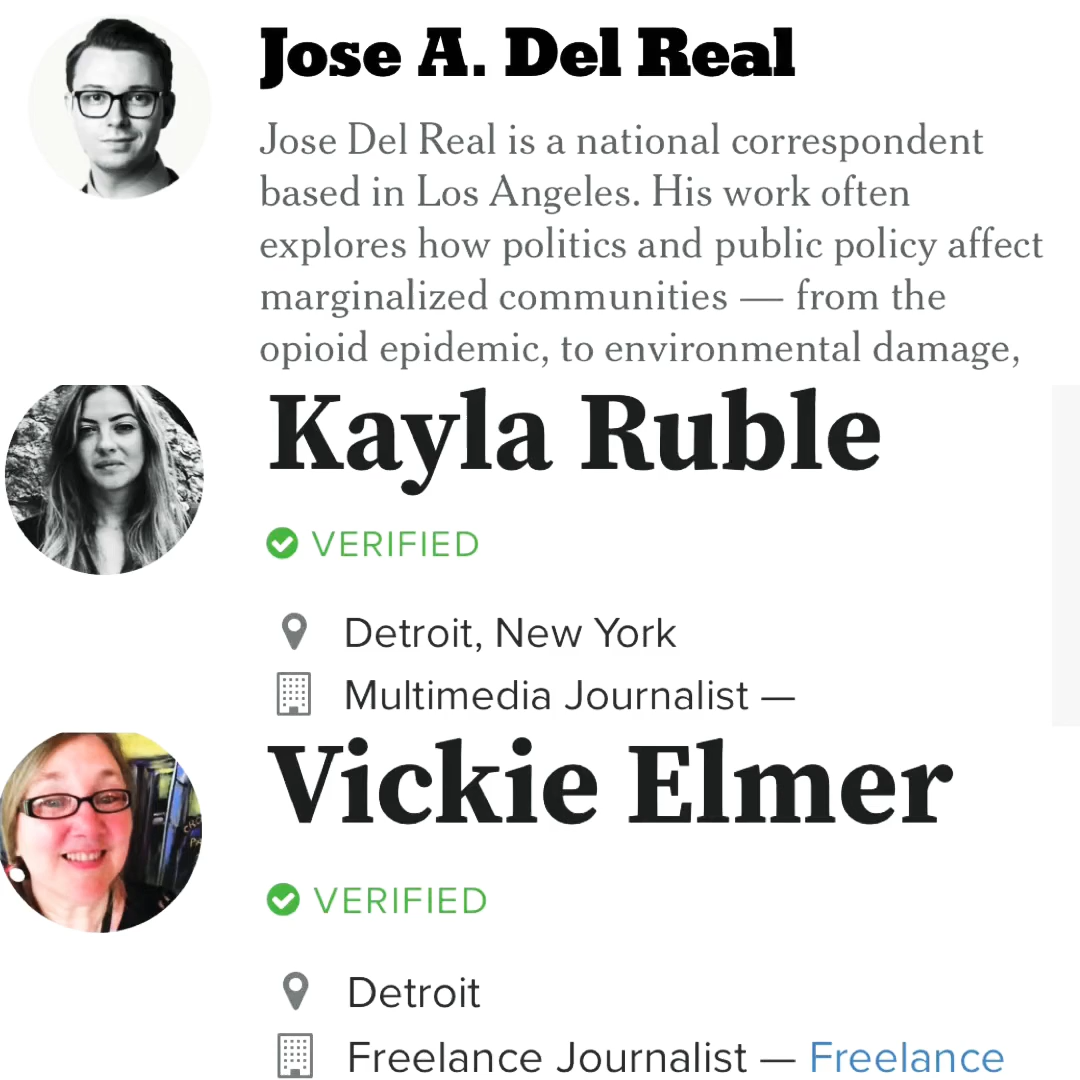 Jose A. Del Real
Jose Del Real is a national correspondent
based in Los Angeles. His work often
explores how politics and public policy affect
marginalized communities — from the
opioid epidemic, to environmental damage,
Kayla Ruble
VERIFIED
Detroit, New York
Multimedia Journalist —
Vickie Elmer
VERIFIED
Detroit
Freelance Journalist — Freelance